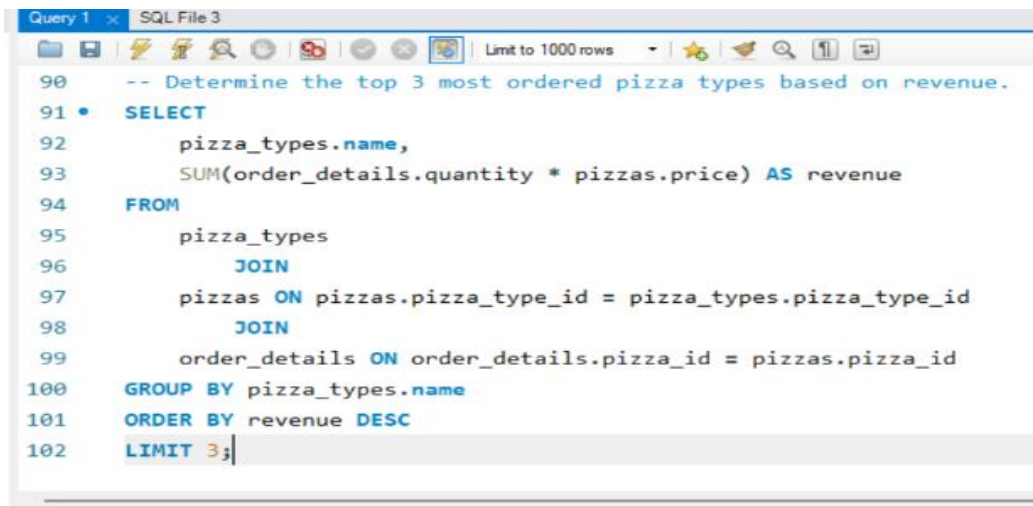 Query 1 × SQL File 3
Limit to 1000 rows
90 -- Determine the top 3 most ordered pizza types based on revenue.
91 SELECT
92 pizza_types.name,
93 SUM(order_details.quantity * pizzas.price) AS revenue
94 FROM
95 pizza_types
96 JOIN
97 pizzas ON pizzas.pizza_type_id = pizza_types.pizza_type_id
98 JOIN
99 order_details ON order_details.pizza_id = pizzas.pizza_id
100 GROUP BY pizza_types.name
101 ORDER BY revenue DESC
102 LIMIT 3;